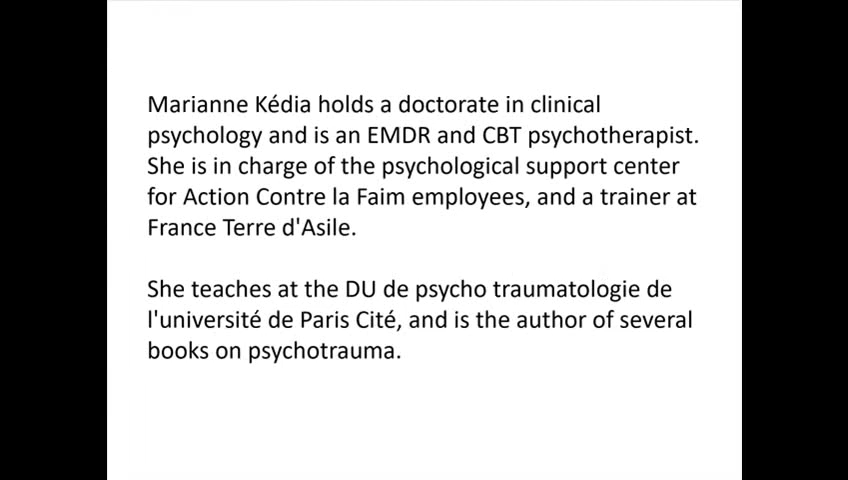 Marianne Kédia holds a doctorate in clinical
psychology and is an EMDR and CBT psychotherapist.
She is in charge of the psychological support center
for Action Contre la Faim employees, and a trainer at
France Terre d'Asile.
She teaches at the DU de psycho traumatologie de
l'université de Paris Cité, and is the author of several
books on psychotrauma.